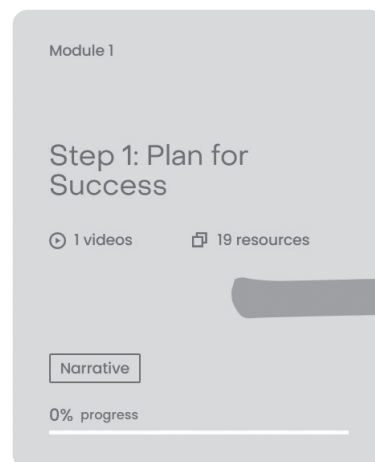 Module 1
Step 1: Plan for
Success
1 videos
19 resources
Narrative
0% progress